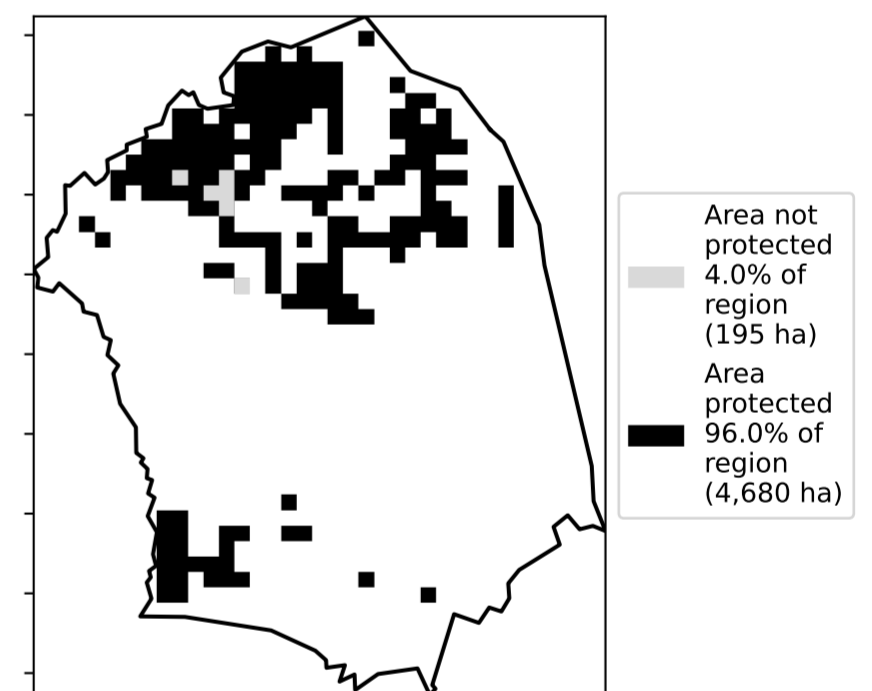 Area not
protected
4.0% of
region
(195 ha)
Area
protected
96.0% of
region
(4,680 ha)